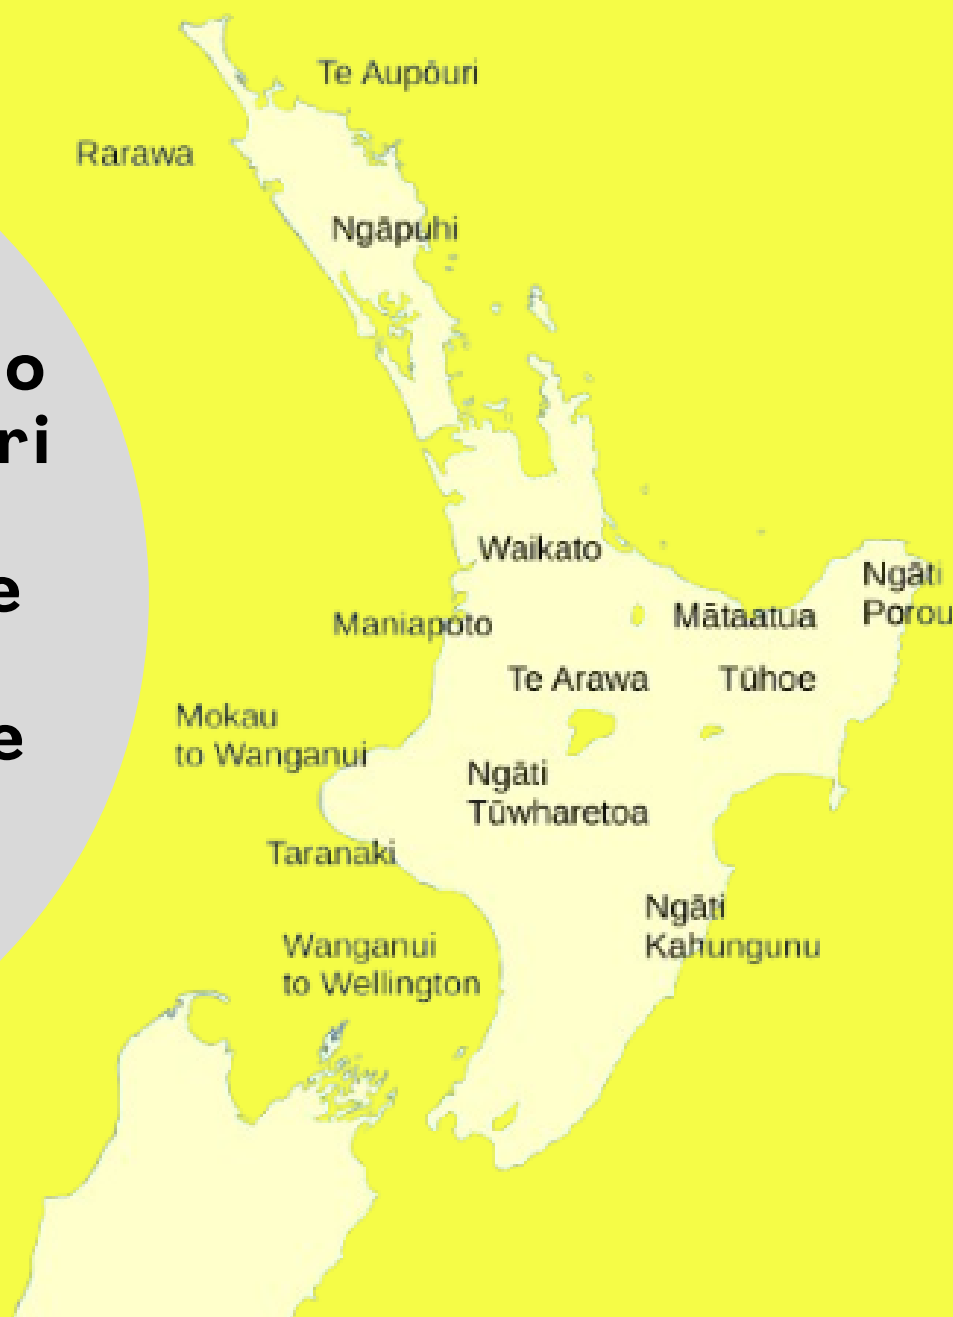 Te Aupōuri
Rarawa
Ngāpuhi
o
ri
e
e
Waikato
Ngāti
Porou
Maniapoto
Mātaatua
Te Arawa
Tūhoe
Mokau
to Wanganui
Ngāti
Tūwharetoa
Taranaki
Ngāti
Kahungunu
Wanganui
to Wellington